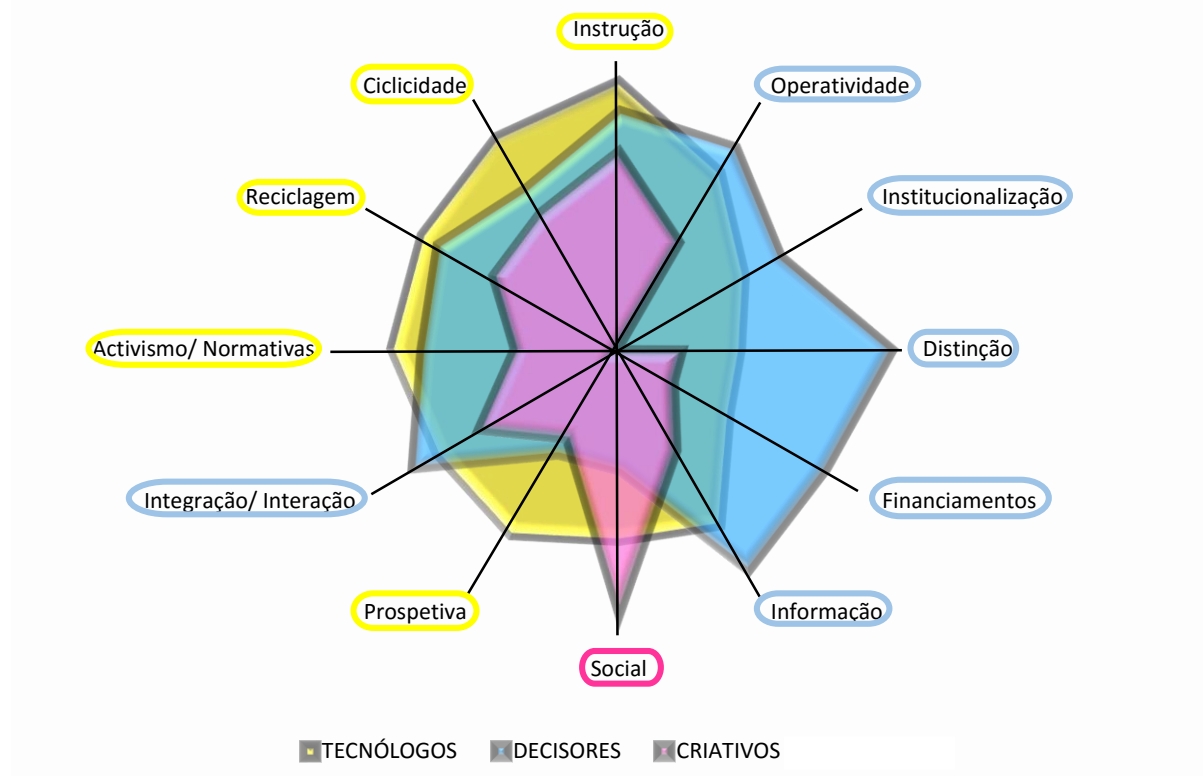 Instrução
Ciclicidade
Operatividade
Reciclagem
Institucionalização
Activismo/ Normativas
Distinção
Integração/ Interação
Financiamentos
Prospetiva
Informação
Social
TECNÓLOGOS
DECISORES
CRIATIVOS